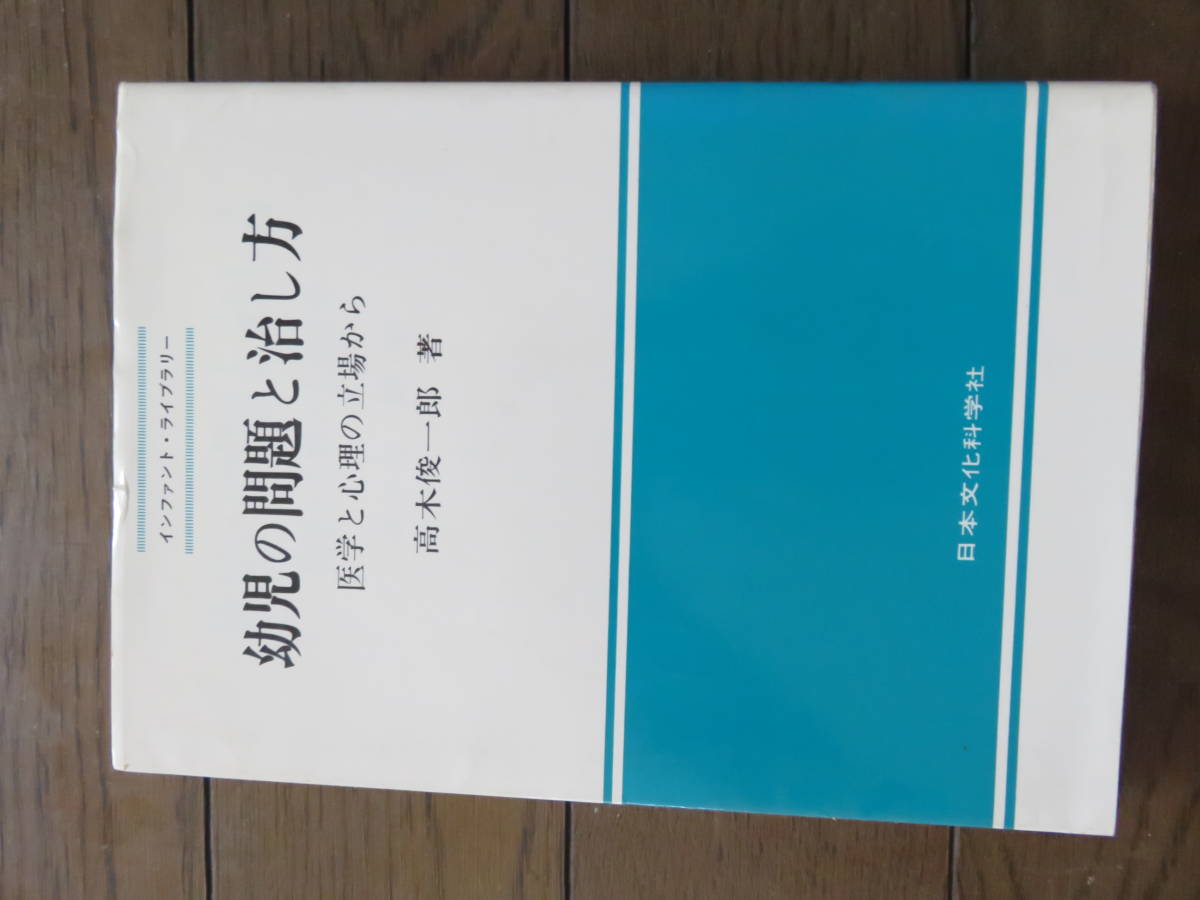 インファント・ライブラリー
幼児の問題と治し方
医学と心理の立場から
高木俊一郎 著
日本文化科学社